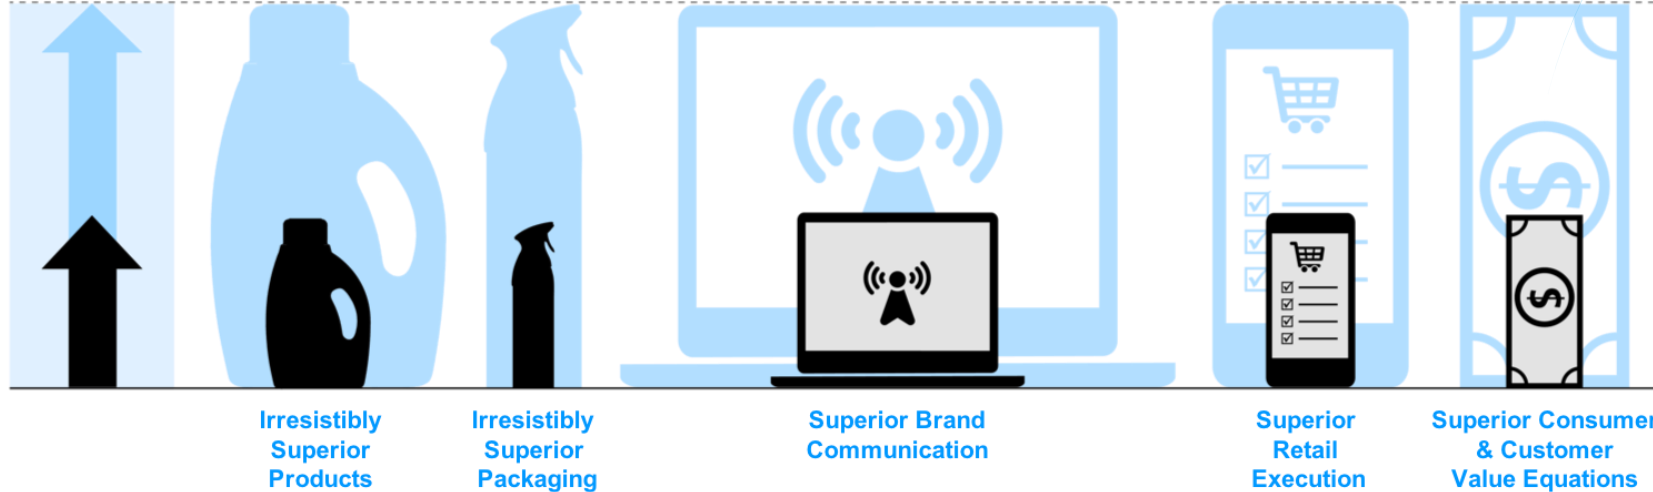 Irresistibly
Superior
Products
Irresistibly
Superior
Packaging
Superior Brand
Communication
Superior
Retail
Execution
Superior Consumer
& Customer
Value Equations
$
$